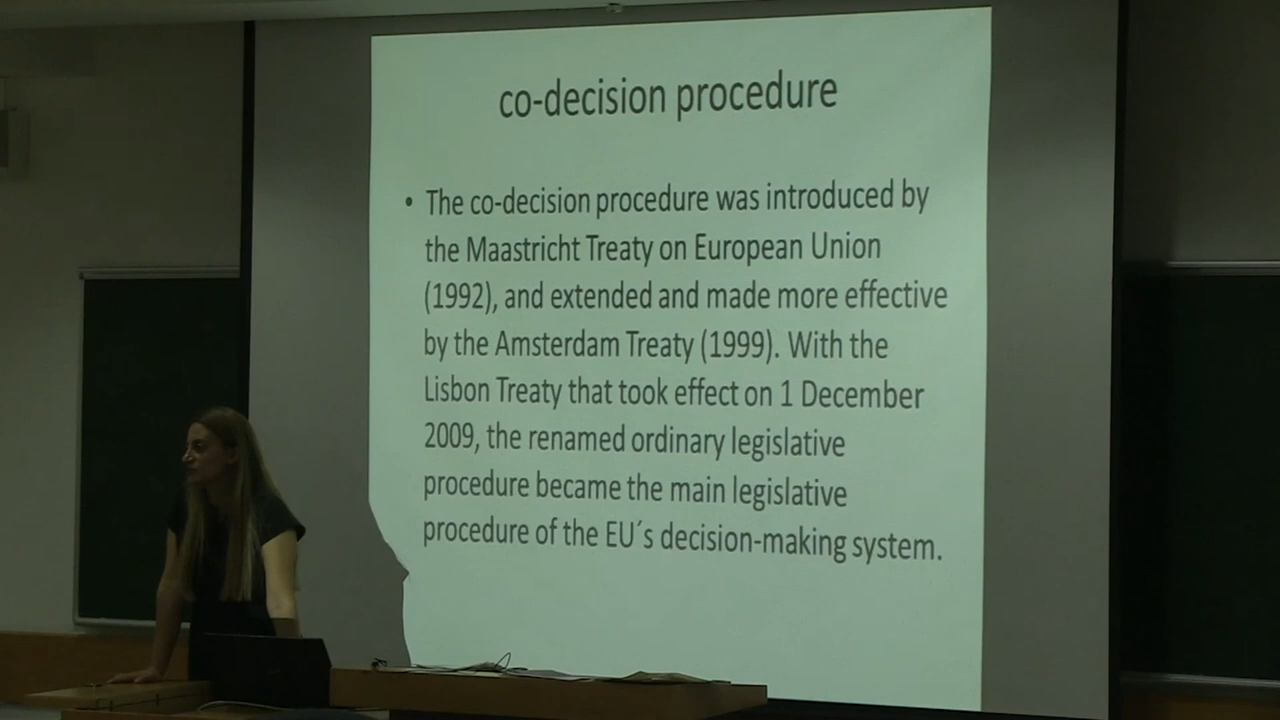 co-decision procedure
• The co-decision procedure was introduced by
the Maastricht Treaty on European Union
(1992), and extended and made more effective
by the Amsterdam Treaty (1999). With the
Lisbon Treaty that took effect on 1 December
2009, the renamed ordinary legislative
procedure became the main legislative
procedure of the EU´s decision-making system.